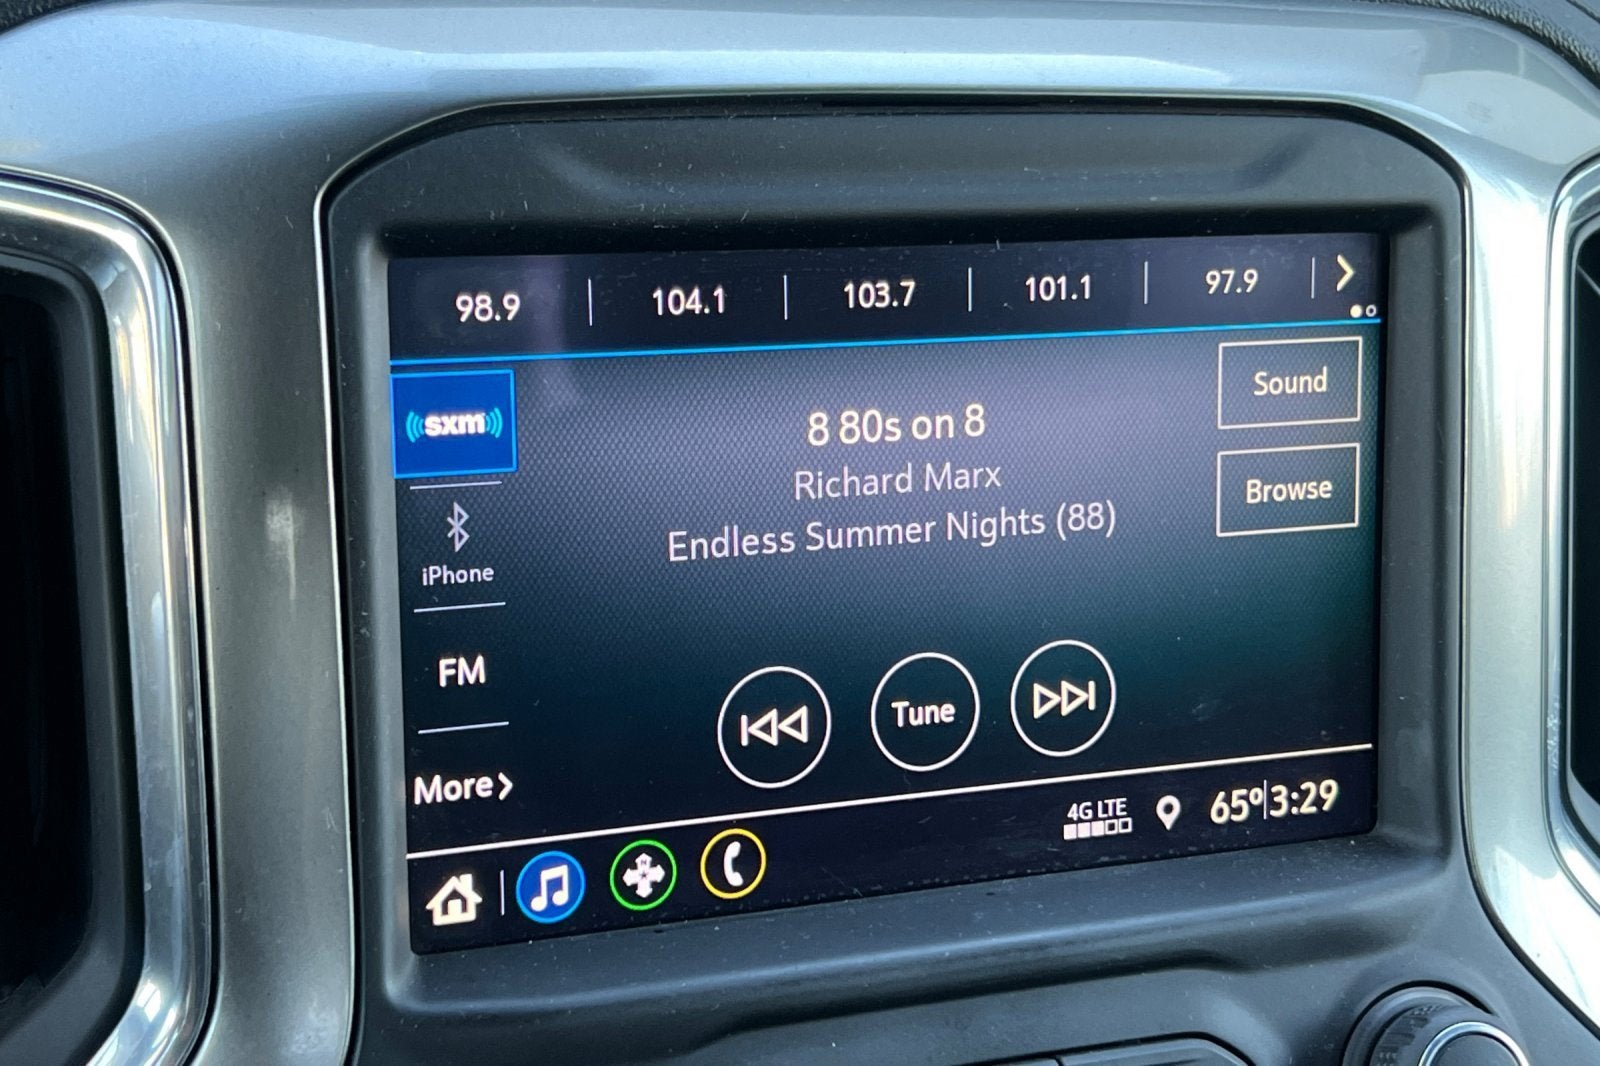 98.9 104.1 103.7 101.1 97.9
sxm
8 80s on 8
Richard Marx
Endless Summer Nights (88)
Sound
Browse
iPhone
FM
Tune
More
4G LTE
65° 3:29